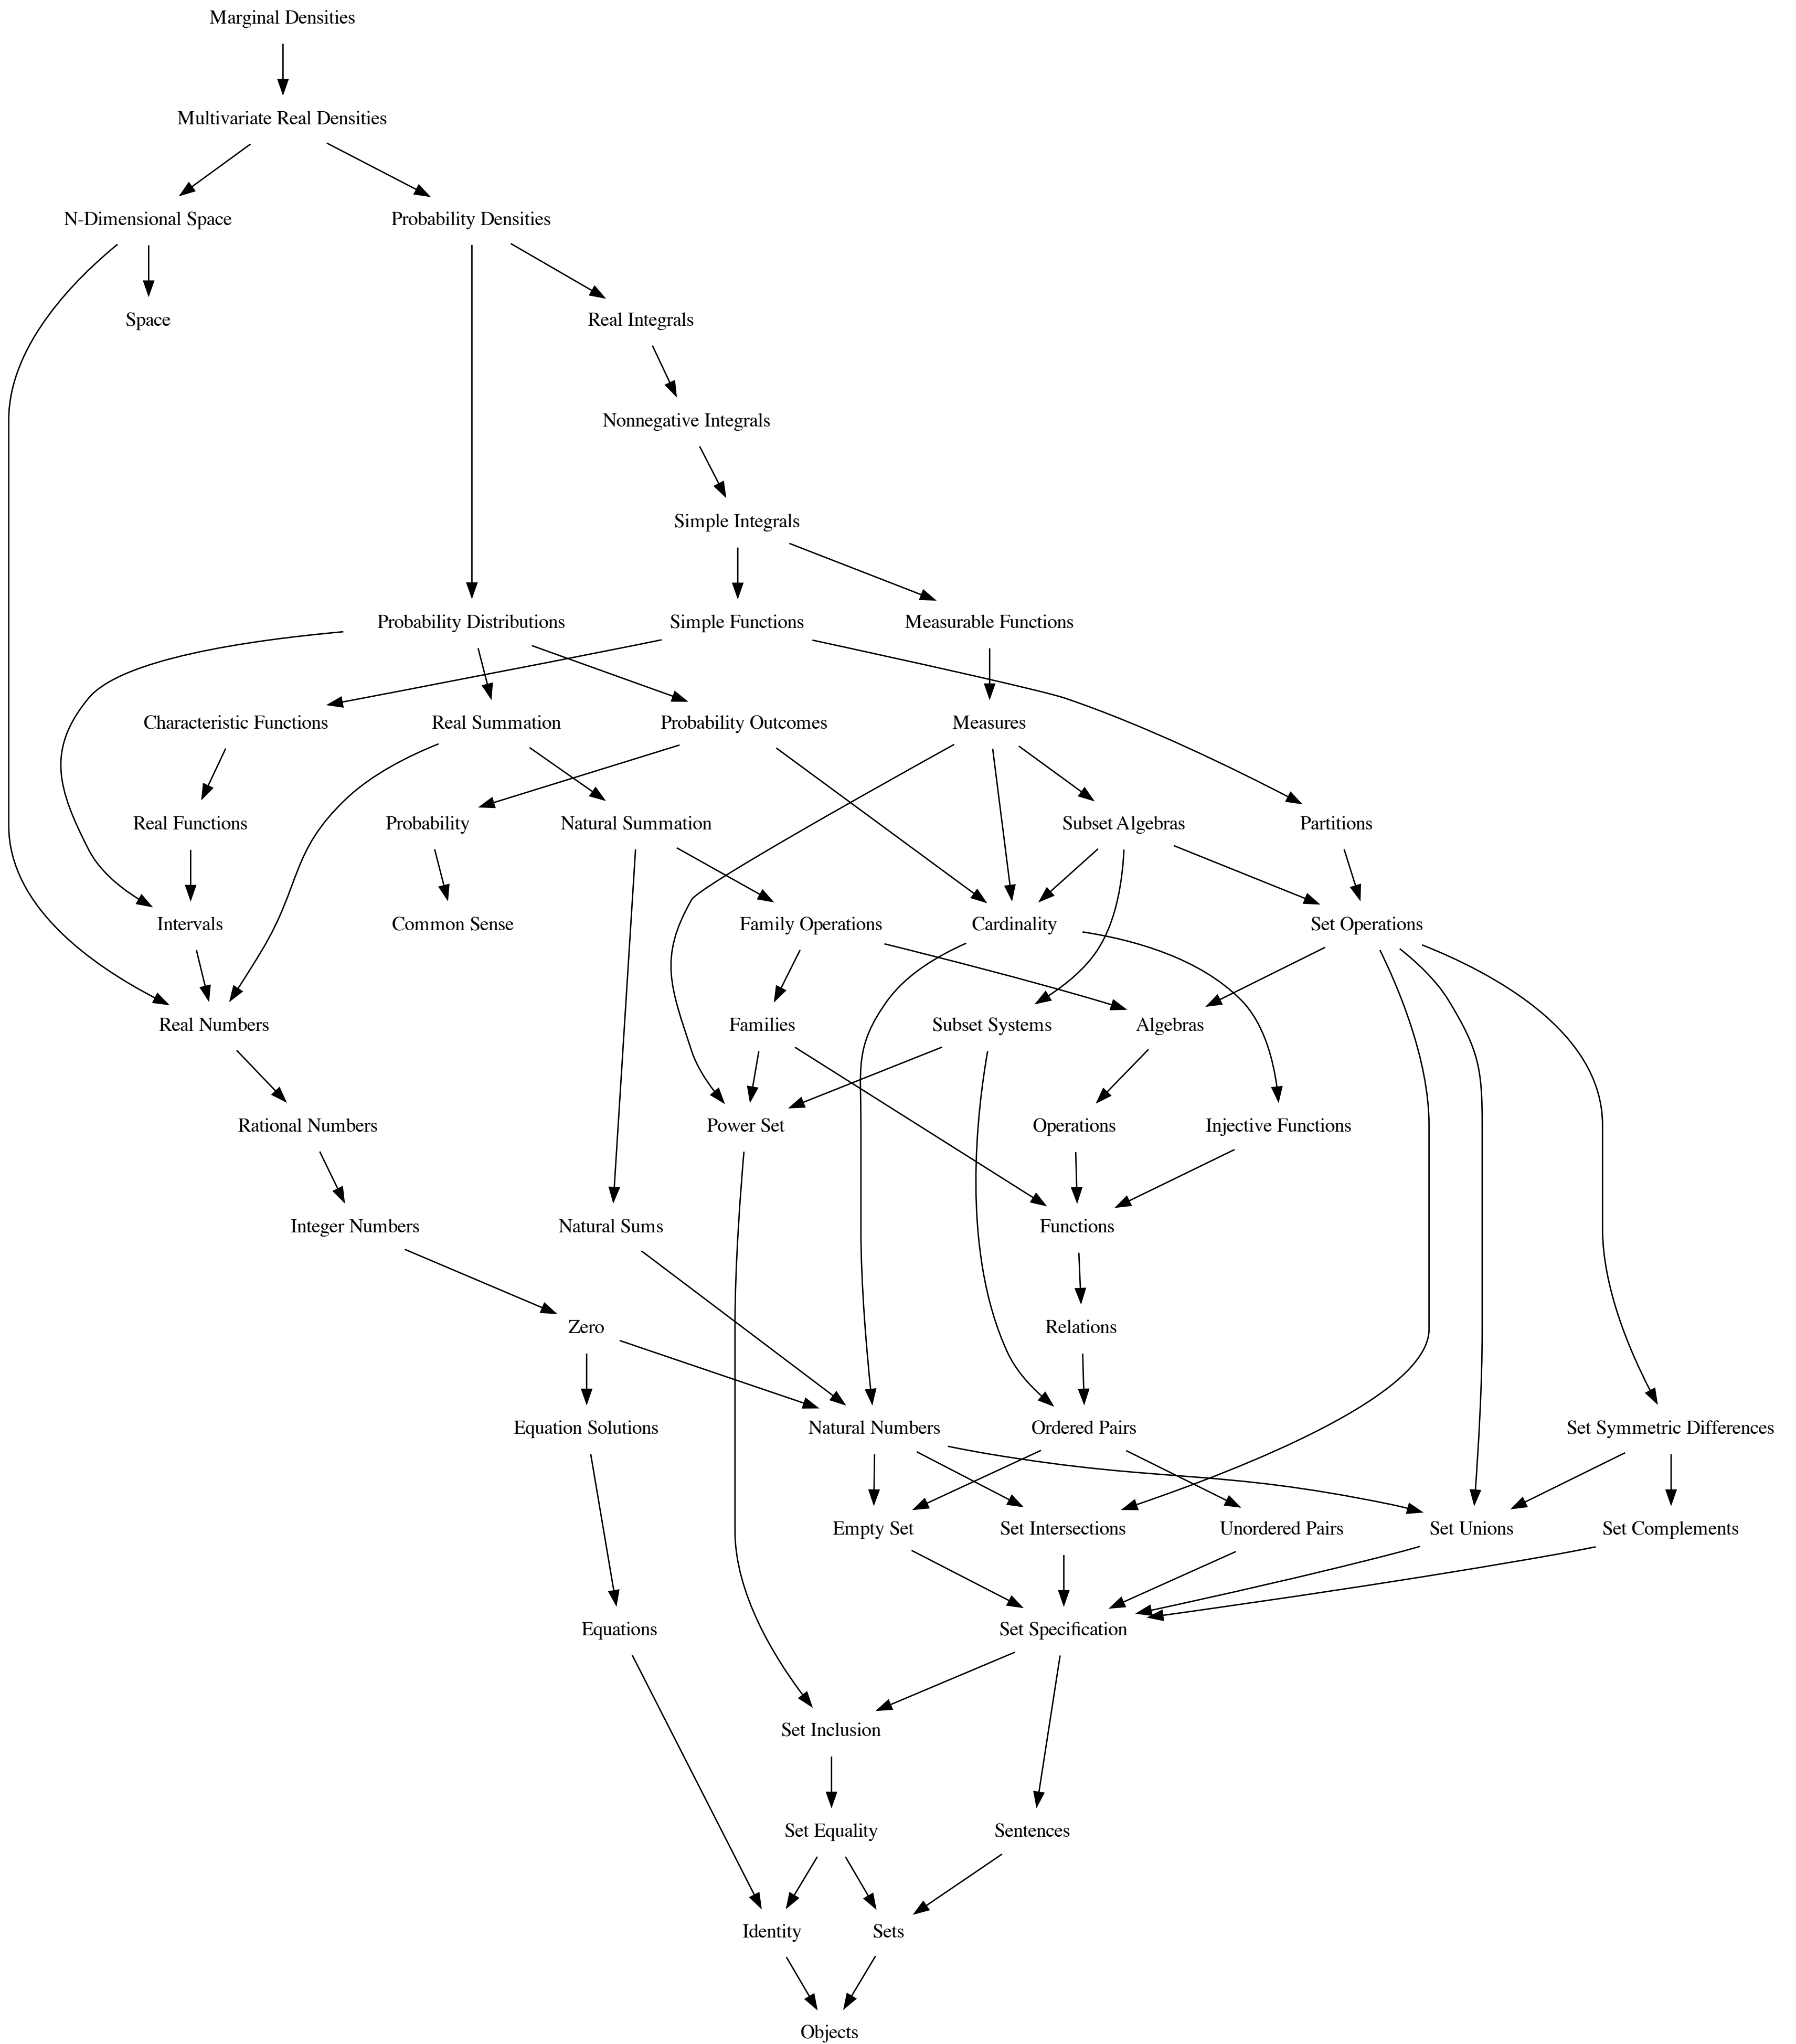 Marginal Densities
Multivariate Real Densities
N-Dimensional Space
Probability Densities
Space
Real Integrals
Nonnegative Integrals
Simple Integrals
Probability Distributions
Simple Functions
Measurable Functions
Characteristic Functions
Real Summation
Probability Outcomes
Measures
Real Functions
Probability
Natural Summation
Subset Algebras
Partitions
Intervals
Common Sense
Family Operations
Cardinality
Set Operations
Real Numbers
Families
Subset Systems
Algebras
Rational Numbers
Power Set
Operations
Injective Functions
Integer Numbers
Natural Sums
Functions
Zero
Relations
Equation Solutions
Natural Numbers
Ordered Pairs
Set Symmetric Differences
Empty Set
Set Intersections
Unordered Pairs
Set Unions
Set Complements
Equations
Set Specification
Set Inclusion
Set Equality
Sentences
Identity
Sets
Objects